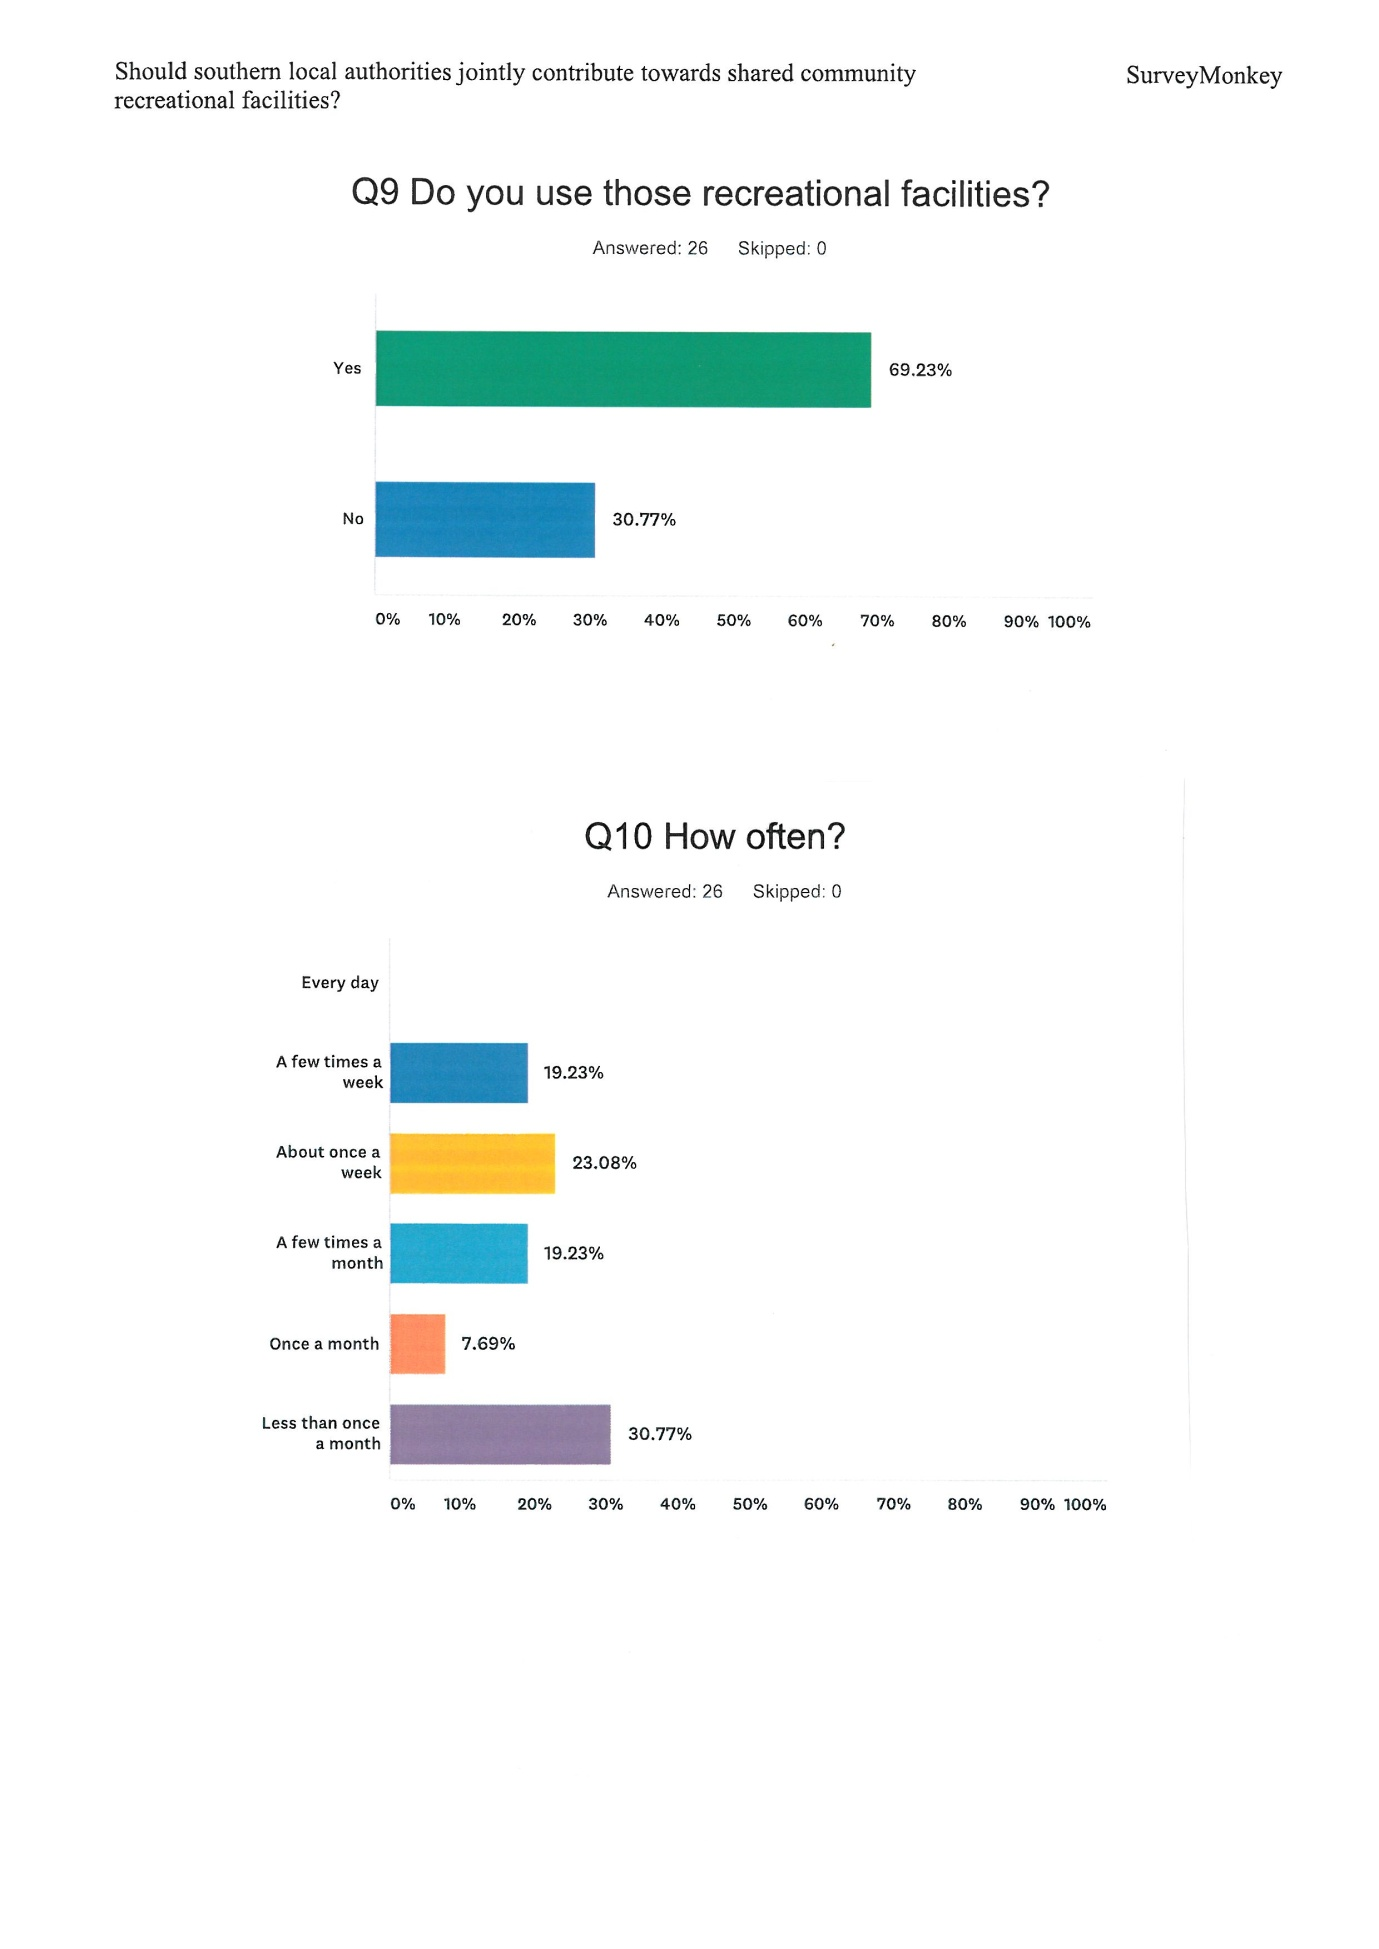 Should southern local authorities jointly contribute towards shared community
recreational facilities?
SurveyMonkey
Q9 Do you use those recreational facilities?
Answered: 26 Skipped: 0
Yes
69.23%
No
30.77%
0% 10% 20% 30% 40% 50% 60% 70% 80% 90% 100%
Q10 How often?
Answered: 26 Skipped: 0
Every day
A few times a
week
19.23%
About once a
week
23.08%
A few times a
month
19.23%
Once a month
7.69%
Less than once
a month
30.77%
0% 10% 20% 30% 40% 50% 60% 70% 80% 90% 100%